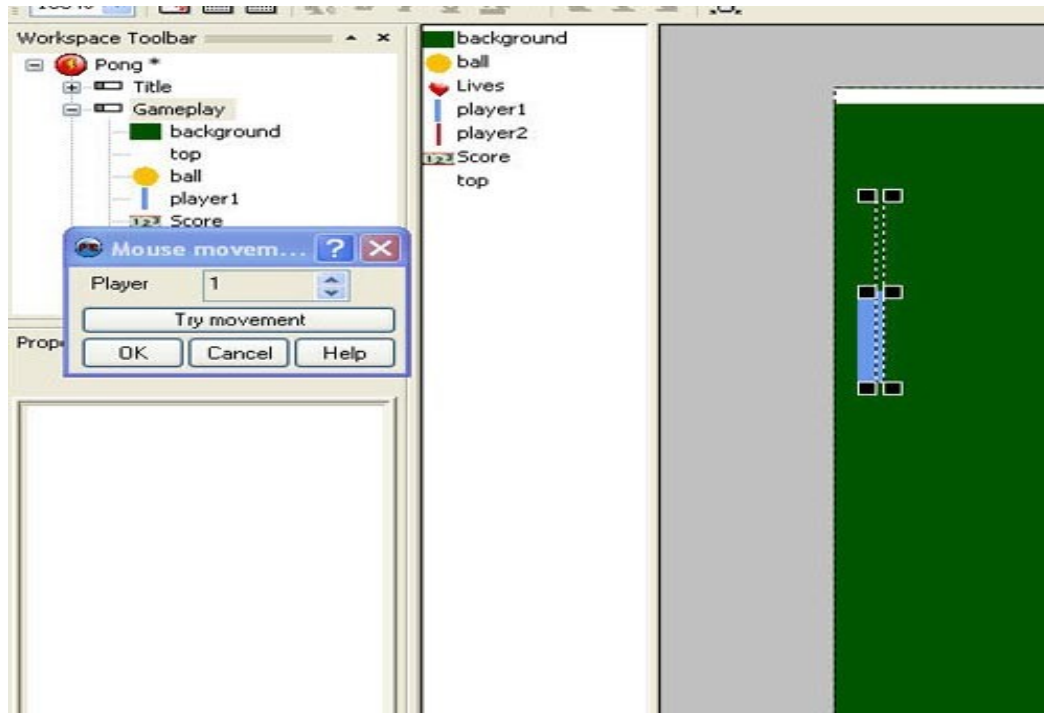 Workspace Toolbar
Pong *
Title
Gameplay
background
top
ball
player1
Score
Mouse movem...
Player 1
Try movement
OK Cancel Help
background
ball
Lives
player1
player2
Score
top